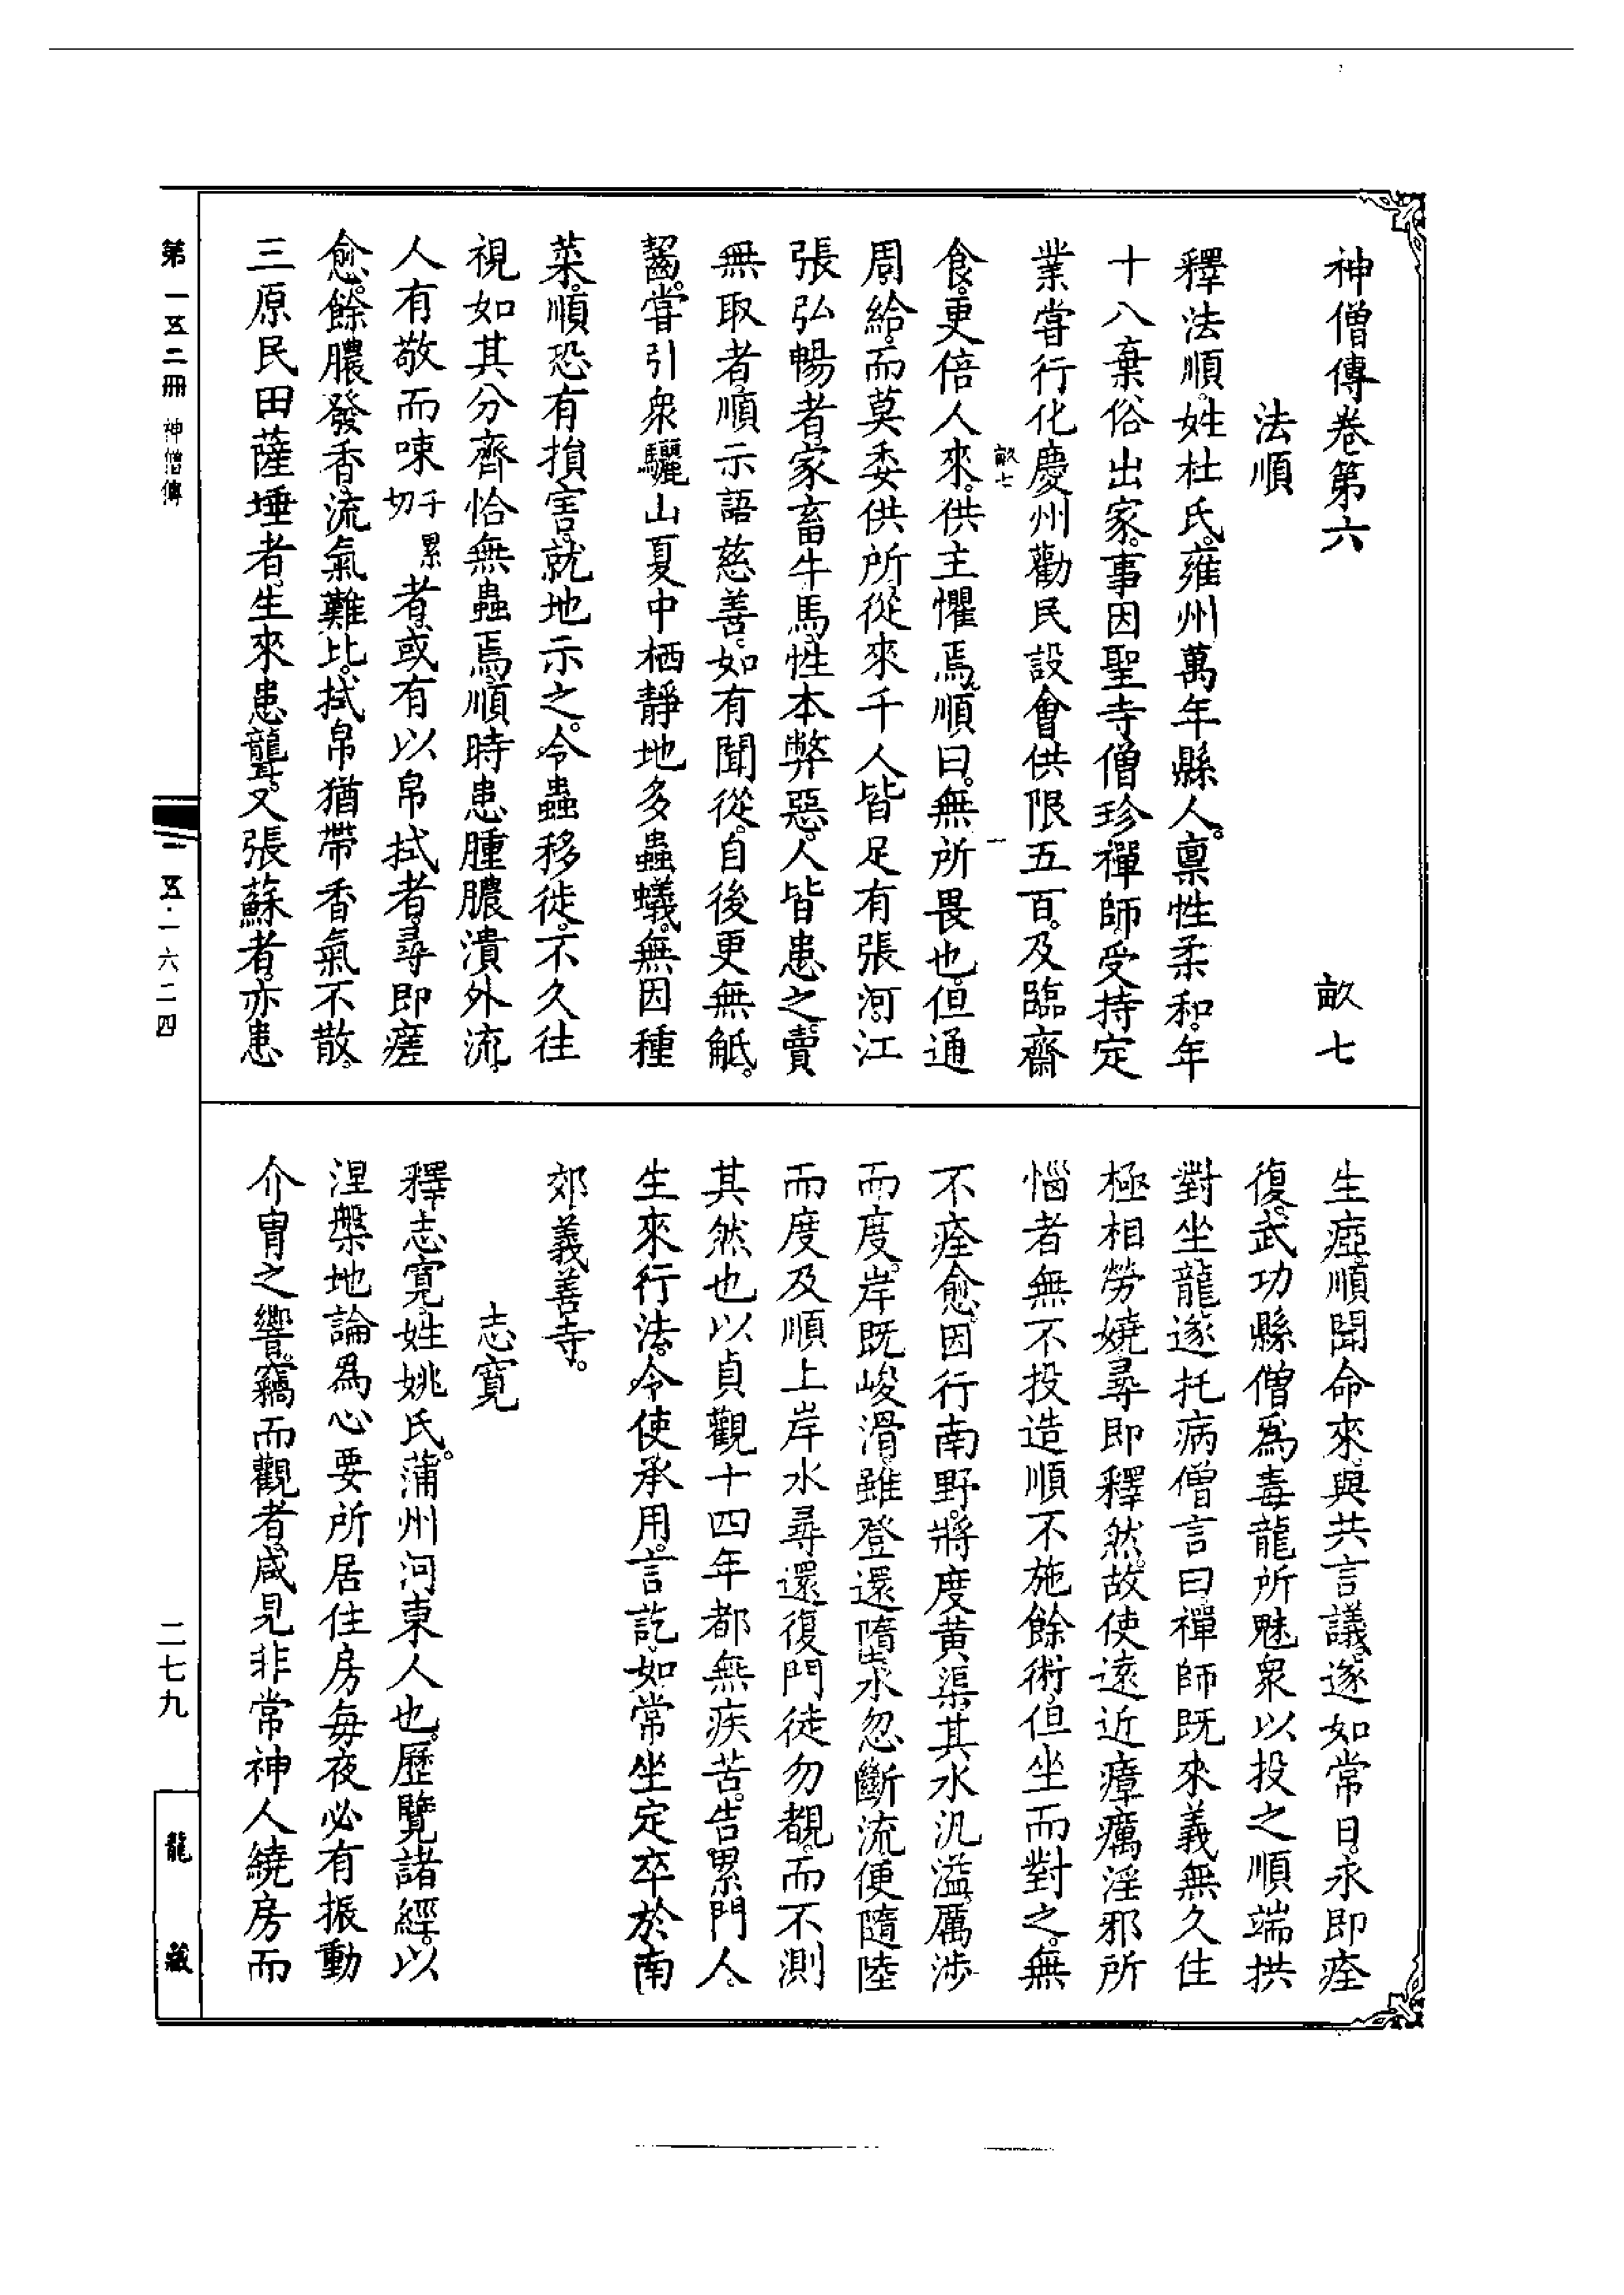 神僧傳卷第六　畝七
法順
釋法順。姓杜氏。雍州萬年縣人。稟性柔和。年
十八棄俗出家。事因聖寺僧珍禪師。受持定
業嘗行化慶州勸民設會供限五百。及臨齋
食。更倍人來。供主懼焉。順曰。無所畏也。但通
周給。而莫委供所從來千人皆足有張河江
張弘暢者。家畜牛馬。性本弊惡。人皆患之。賣
無取者。順示語慈善。如有聞從。自後更無觝
齧。嘗引衆驪山夏中栖靜地多蟲蟻。無因種
菜。順恐有損害。就地示之。令蟲移徙。不久往
視如其分齊恰無蟲焉。順時患腫膿潰外流。
人有敬而㖒千累切者。或有以帛拭者。尋即瘥
愈。餘膿發香。流氣難比。拭帛猶帶香氣不散。
三原民田薩埵者。生來患聾。又張蘇者。亦患
畝七　一
生瘂。順聞命來。與共言議。遂如常日。永即痊
復。武功縣僧爲毒龍所魅衆以投之順端拱
對坐龍遂托病僧言曰。禪師既來義無久住
極相勞嬈。尋即釋然。故使遠近瘴癘淫邪所
惱者無不投造順不施餘術但坐而對之。無
不痊愈。因行南野。將度黃渠其水汎溢。厲涉
而度。岸既峻滑。雖登還墮。水忽斷流便隨陸
而度及順上岸水尋還復門徒勿覩。而不測
其然也以貞觀十四年都無疾苦。告累門人。
生來行法。令使承用。言訖。如常坐定卒於南
郊義善寺。
志寛
釋志寛。姓姚氏。蒲州河東人也。歷覽諸經。以
涅槃地論爲心要所居住房每夜必有振動
介冑之響。竊而觀者。咸見非常神人繞房而
第一五二冊　神僧傳
一五·一六二四
二七九
龍藏